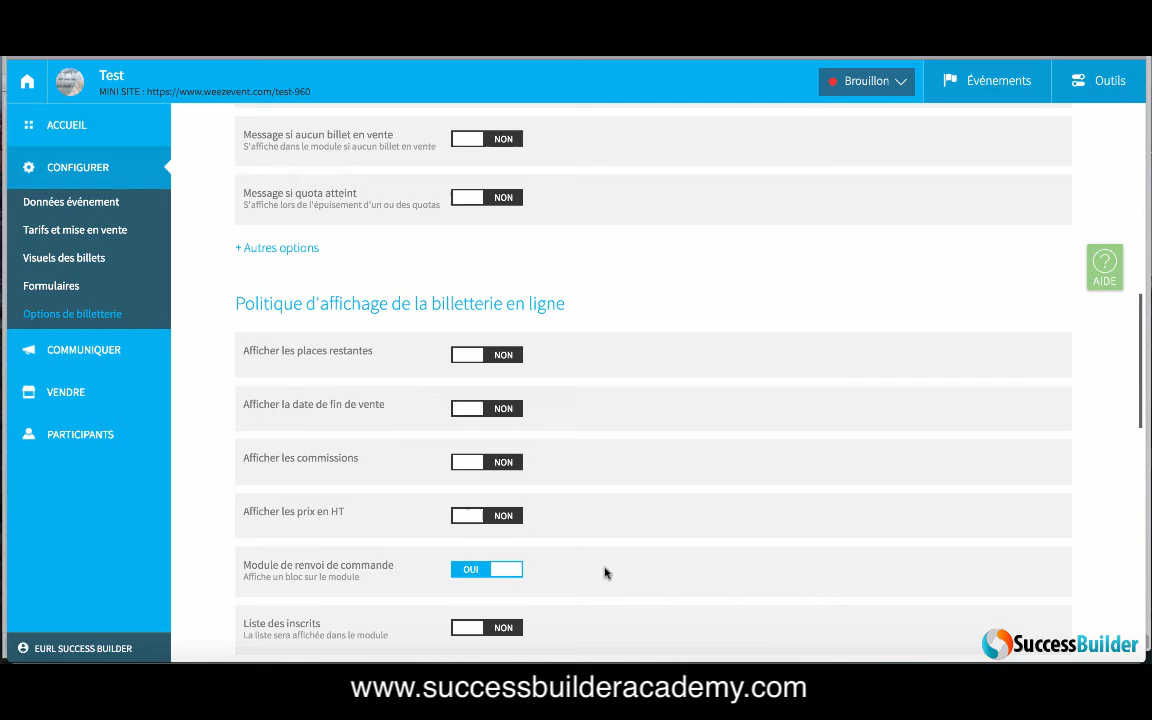 Test
MINI SITE : https://www.weezevent.com/test-960
Brouillon
Événements
Outils
ACCUEIL
CONFIGURER
Données événement
Tarifs et mise en vente
Visuels des billets
Formulaires
Options de billetterie
COMMUNIQUER
VENDRE
PARTICIPANTS
EURL SUCCESS BUILDER
Message si aucun billet en vente
S'affiche dans le module si aucun billet en vente
NON
Message si quota atteint
S'affiche lors de l'épuisement d'un ou des quotas
NON
+ Autres options
Politique d'affichage de la billetterie en ligne
Afficher les places restantes
NON
Afficher la date de fin de vente
NON
Afficher les commissions
NON
Afficher les prix en HT
NON
Module de renvoi de commande
Affiche un bloc sur le module
OUI
Liste des inscrits
La liste sera affichée dans le module
NON
?
AIDE
SuccessBuilder
www.successbuilderacademy.com